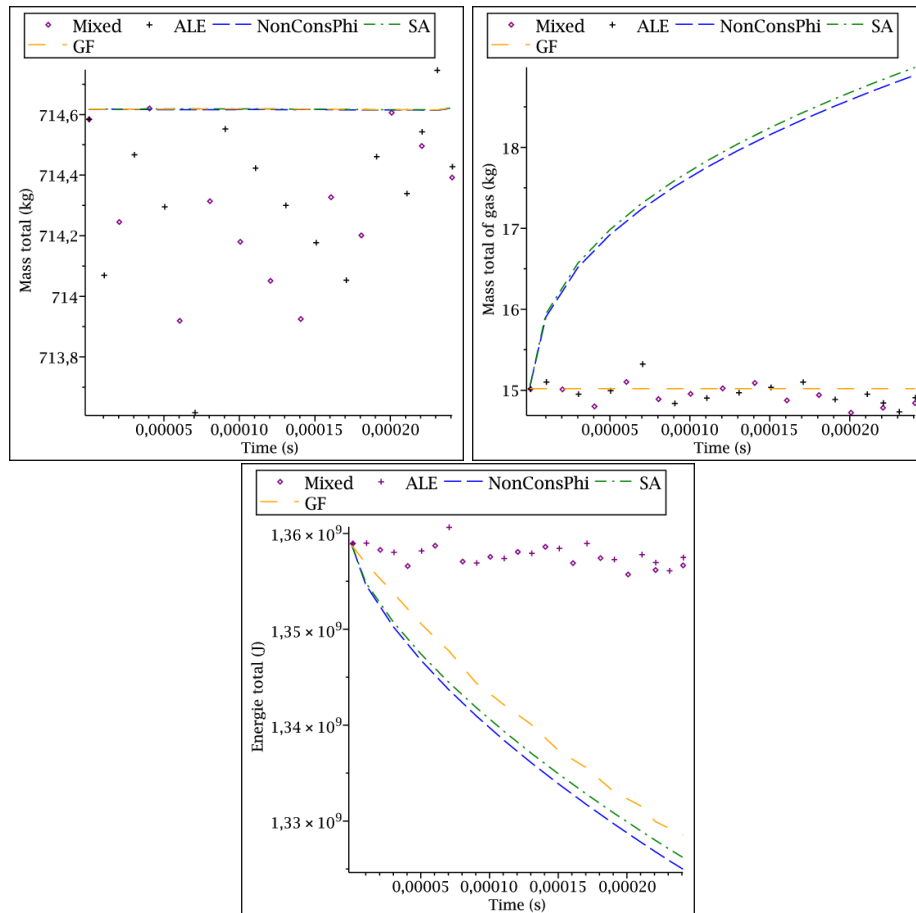 Mixed ALE NonConsPhi SA
GF
714,6
714,4
714,2
714
713,8
Mass total (kg)
0,00005 0,00010 0,00015 0,00020
Time (s)
Mixed ALE NonConsPhi SA
GF
18
17
16
15
Mass total of gas (kg)
0,00005 0,00010 0,00015 0,00020
Time (s)
Mixed ALE NonConsPhi SA
GF
1,36 × 10⁹
1,35 × 10⁹
1,34 × 10⁹
1,33 × 10⁹
Energie total (J)
0,00005 0,00010 0,00015 0,00020
Time (s)